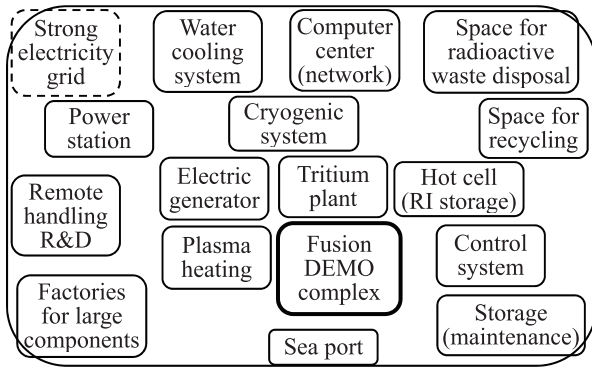 Strong
electricity
grid
Water
cooling
system
Computer
center
(network)
Space for
radioactive
waste disposal
Power
station
Cryogenic
system
Space for
recycling
Remote
handling
R&D
Electric
generator
Tritium
plant
Hot cell
(RI storage)
Plasma
heating
Fusion
DEMO
complex
Control
system
Factories
for large
components
Storage
(maintenance)
Sea port